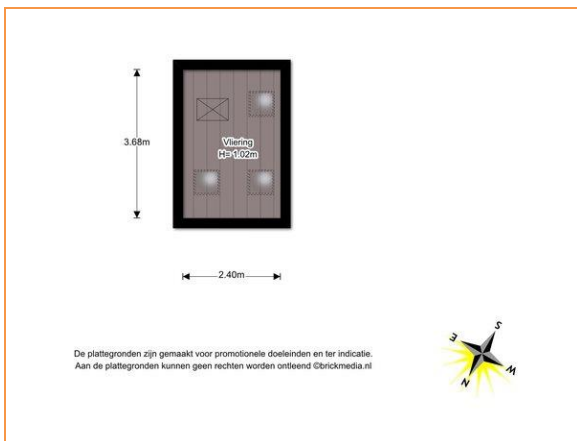 3.68m
Vliering
H= 1.02m
2.40m
De plattegronden zijn gemaakt voor promotionele doeleinden en ter indicatie.
Aan de plattegronden kunnen geen rechten worden ontleend ©brickmedia.nl
S
E
W
N